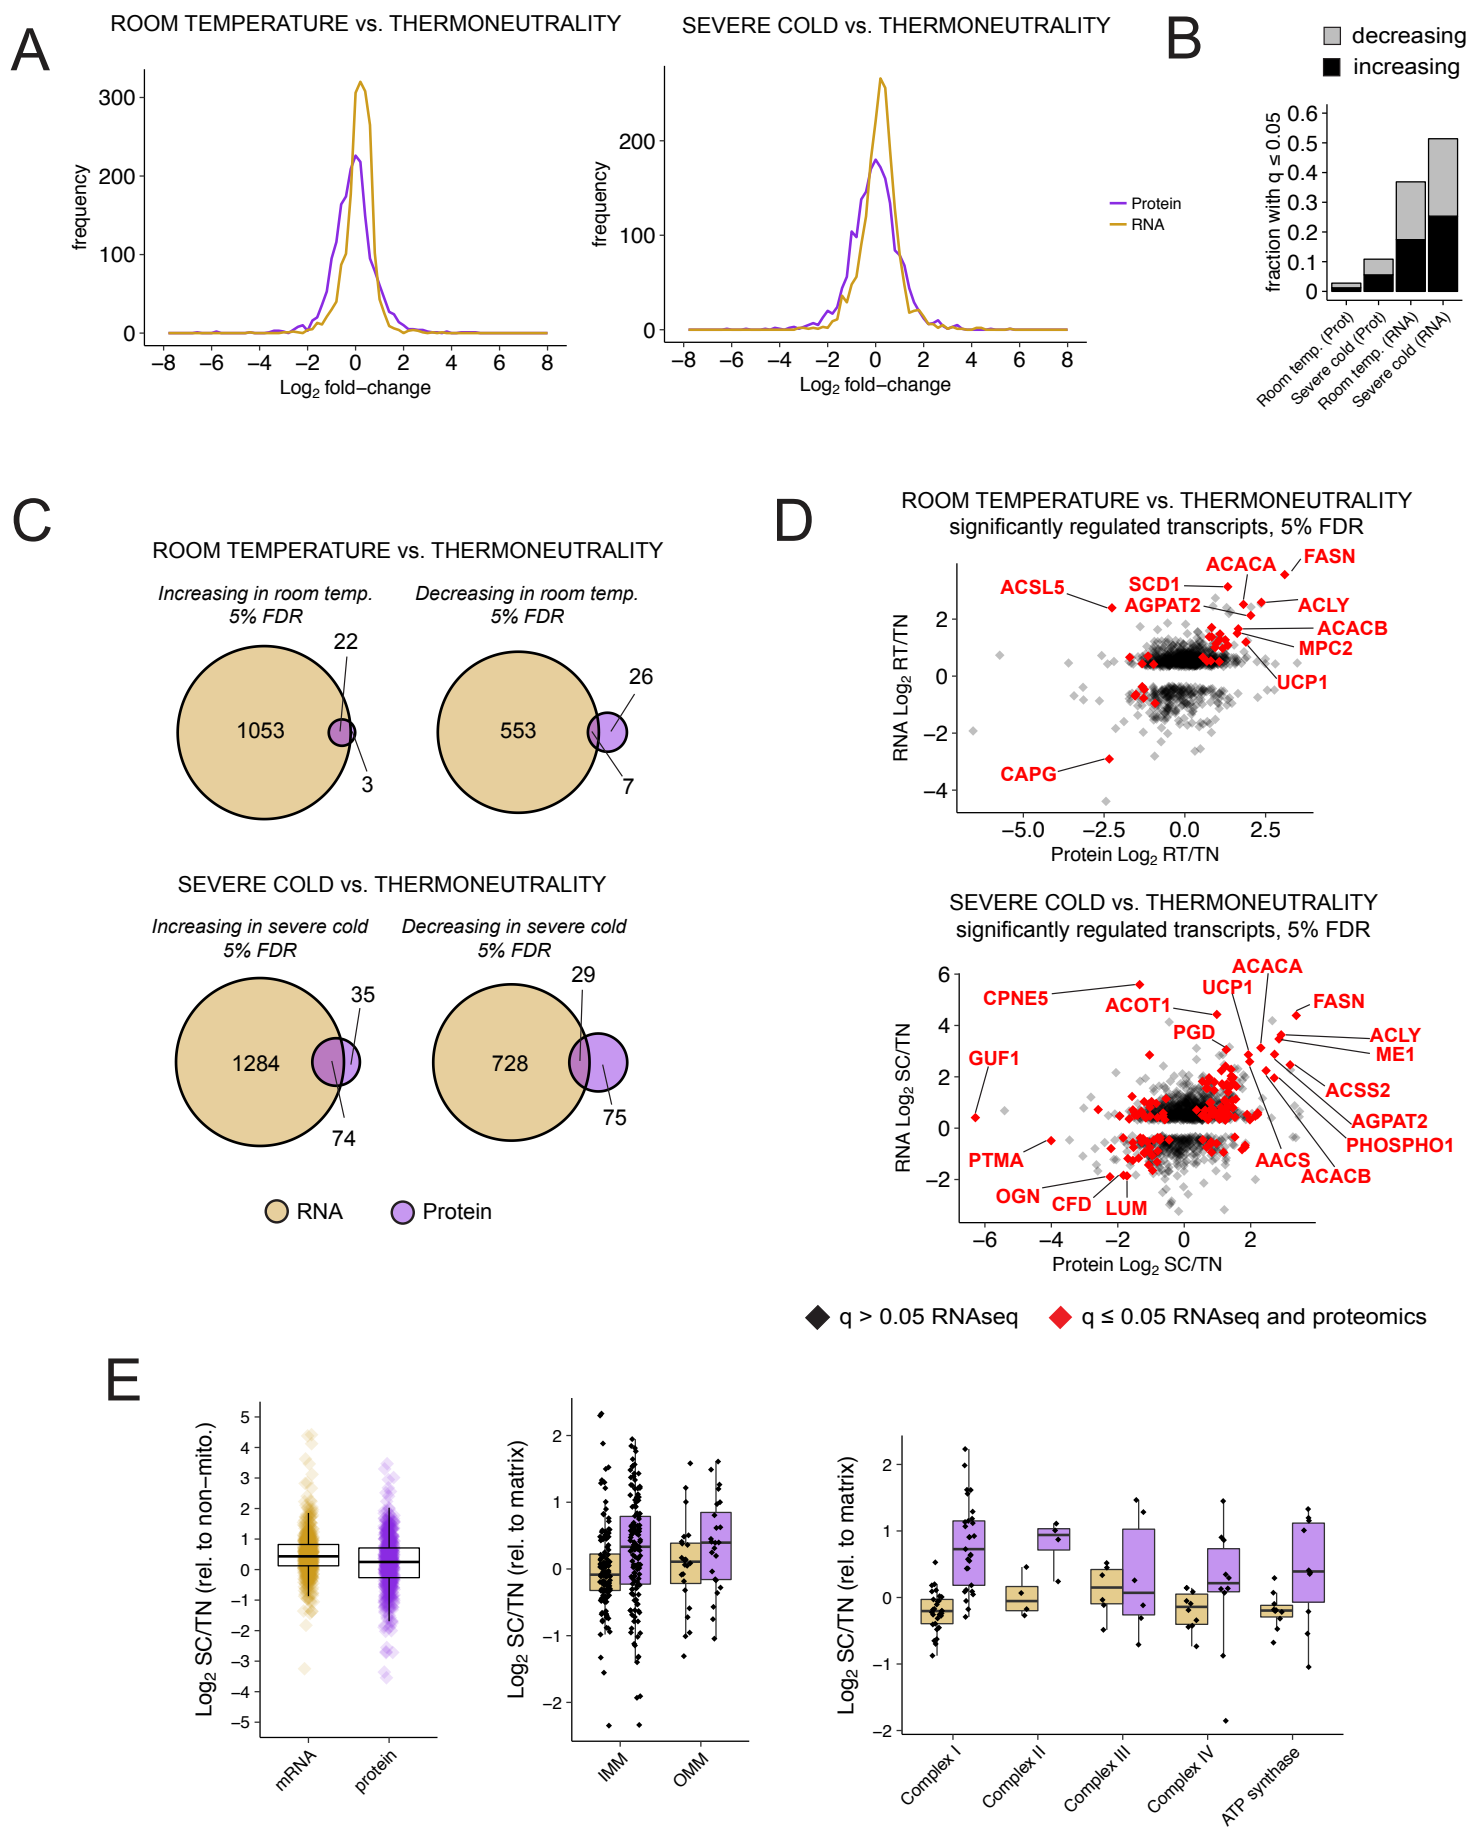 A
ROOM TEMPERATURE vs. THERMONEUTRALITY
frequency
300
200
100
0
−8 −6 −4 −2 0 2 4 6 8
Log2 fold−change
SEVERE COLD vs. THERMONEUTRALITY
frequency
200
100
0
−8 −6 −4 −2 0 2 4 6 8
Log2 fold−change
Protein
RNA
B
decreasing
increasing
fraction with q ≤ 0.05
0.6
0.5
0.4
0.3
0.2
0.1
0
Room temp. (Prot)
Severe cold (Prot)
Room temp. (RNA)
Severe cold (RNA)
C
ROOM TEMPERATURE vs. THERMONEUTRALITY
Increasing in room temp.
5% FDR
22
1053
3
Decreasing in room temp.
5% FDR
26
553
7
SEVERE COLD vs. THERMONEUTRALITY
Increasing in severe cold
5% FDR
35
1284
74
Decreasing in severe cold
5% FDR
29
728
75
RNA
Protein
D
ROOM TEMPERATURE vs. THERMONEUTRALITY
significantly regulated transcripts, 5% FDR
RNA Log2 RT/TN
2
0
−2
−4
FASN
ACACA
SCD1
ACSL5
AGPAT2
ACLY
ACACB
MPC2
UCP1
CAPG
−5.0 −2.5 0.0 2.5
Protein Log2 RT/TN
SEVERE COLD vs. THERMONEUTRALITY
significantly regulated transcripts, 5% FDR
RNA Log2 SC/TN
6
4
2
0
−2
ACACA
UCP1
CPNE5
ACOT1
FASN
PGD
ACLY
ME1
GUF1
ACSS2
AGPAT2
PHOSPHO1
PTMA
AACS
ACACB
OGN
CFD
LUM
−6 −4 −2 0 2
Protein Log2 SC/TN
q > 0.05 RNAseq
q ≤ 0.05 RNAseq and proteomics
E
Log2 SC/TN (rel. to non−mito.)
5
4
3
2
1
0
−1
−2
−3
−4
−5
mRNA
protein
Log2 SC/TN (rel. to matrix)
2
1
0
−1
−2
IMM
OMM
Log2 SC/TN (rel. to matrix)
2
1
0
−1
−2
Complex I
Complex II
Complex III
Complex IV
ATP synthase